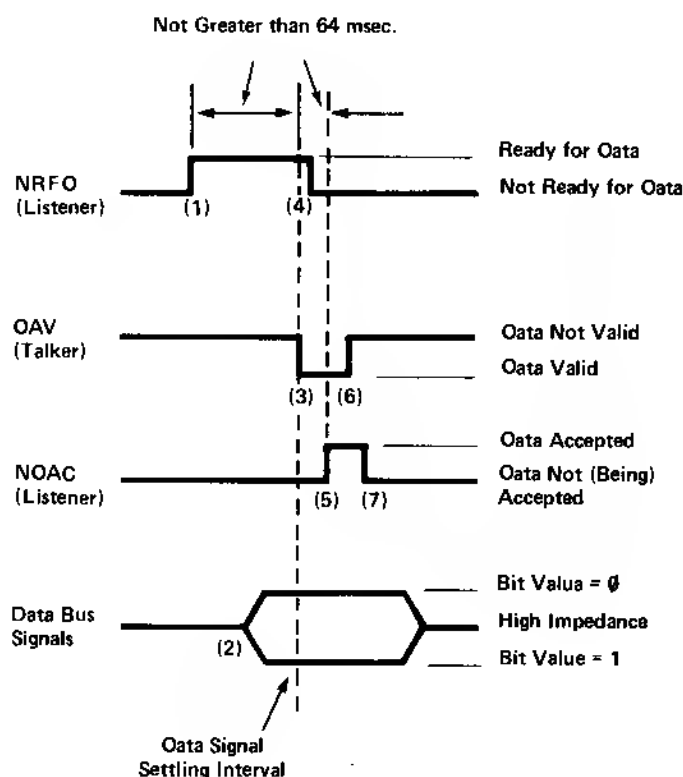 Not Greater than 64 msec.
Ready for Oata
NRFO
(Listener)
Not Ready for Oata
(1)
(4)
OAV
(Talker)
Oata Not Valid
Oata Valid
(3)
(6)
Oata Accepted
NOAC
(Listener)
Oata Not (Being)
Accepted
(5)
(7)
Bit Valua = 0
Data Bus
Signals
High Impedance
(2)
Bit Value = 1
Oata Signal
Settling Interval